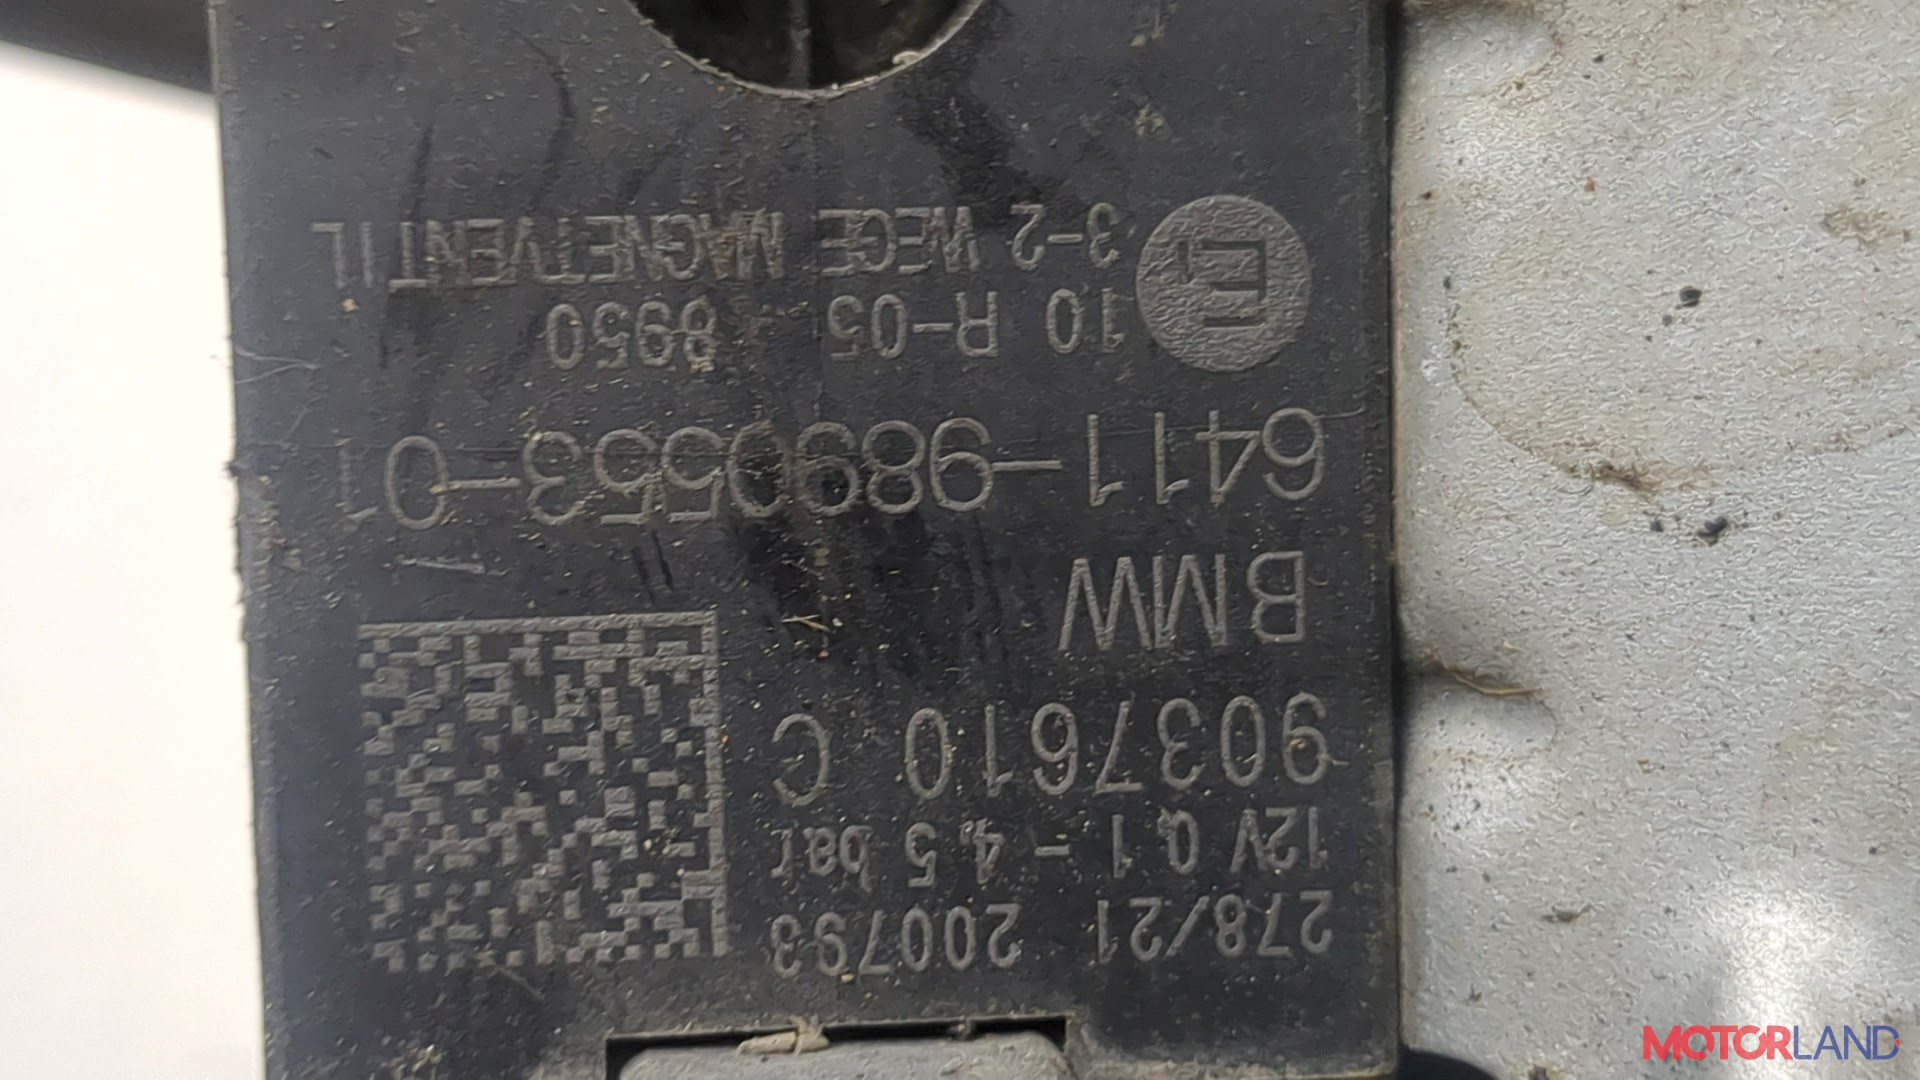 278/21 200793
12V 0,1 - 4,5 bar
9037610 C
BMW
6411-9890553-01
10 R-05 8950
3-2 WEGE MAGNETVENTIL
MOTORLAND